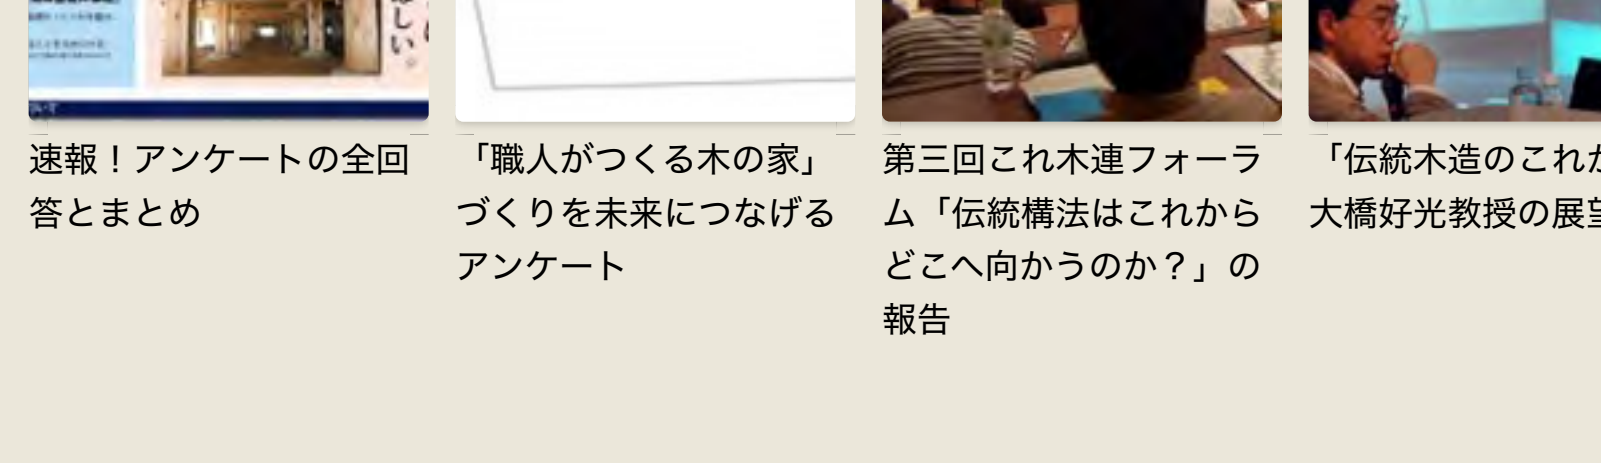 しい。
速報！アンケートの全回
答とまとめ
「職人がつくる木の家」
づくりを未来につなげる
アンケート
第三回これ木連フォーラ
ム「伝統構法はこれから
どこへ向かうのか？」の
報告
「伝統木造のこれか
大橋好光教授の展望